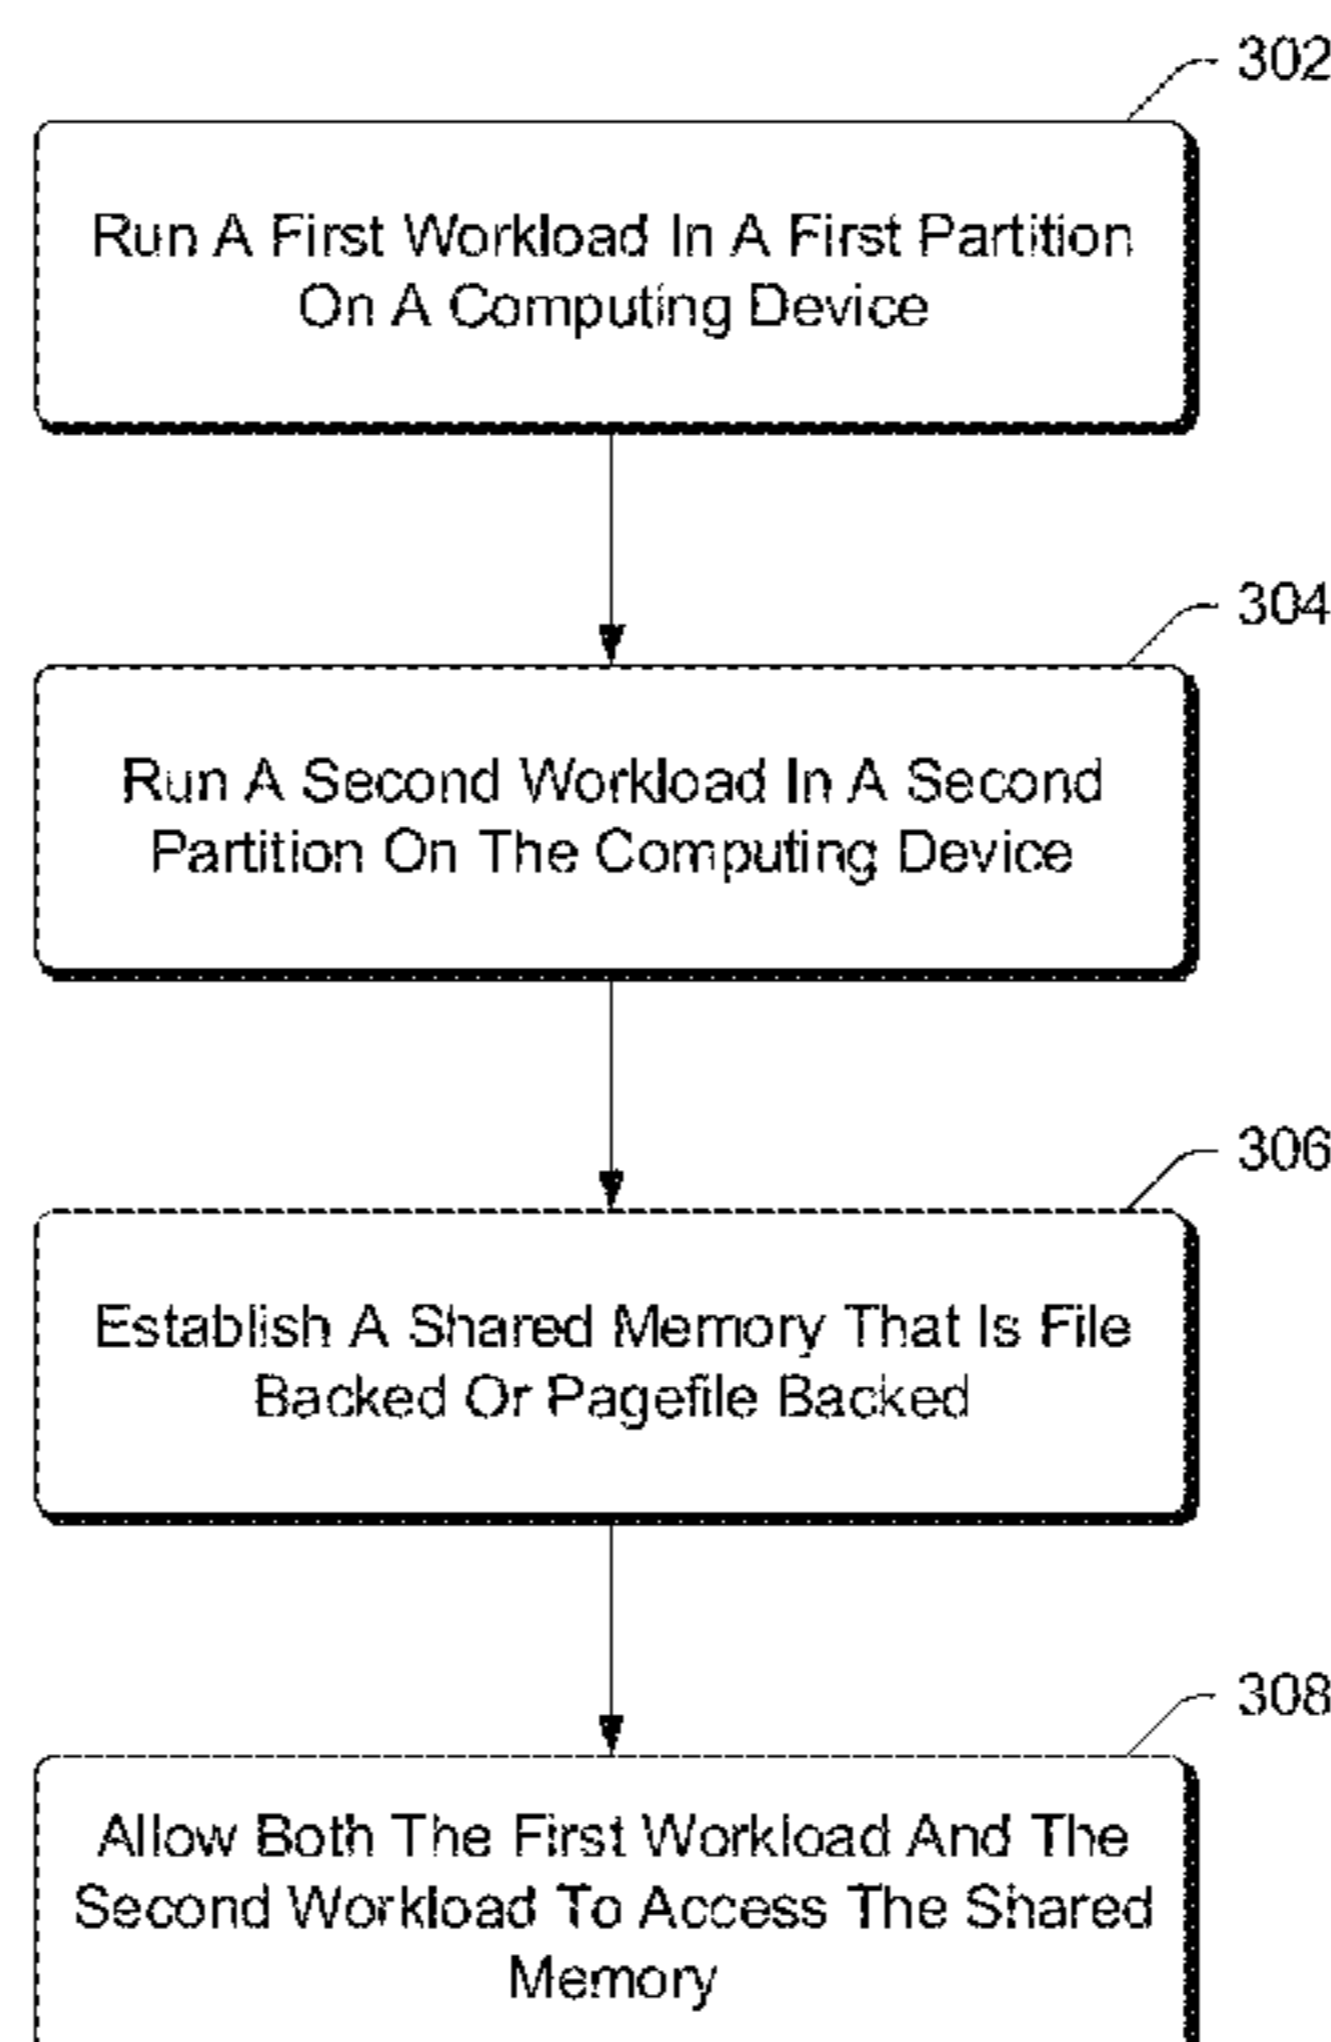 302
Run A First Workload In A First Partition
On A Computing Device
304
Run A Second Workload In A Second
Partition On The Computing Device
306
Establish A Shared Memory That Is File
Backed Or Pagefile Backed
308
Allow Both The First Workload And The
Second Workload To Access The Shared
Memory